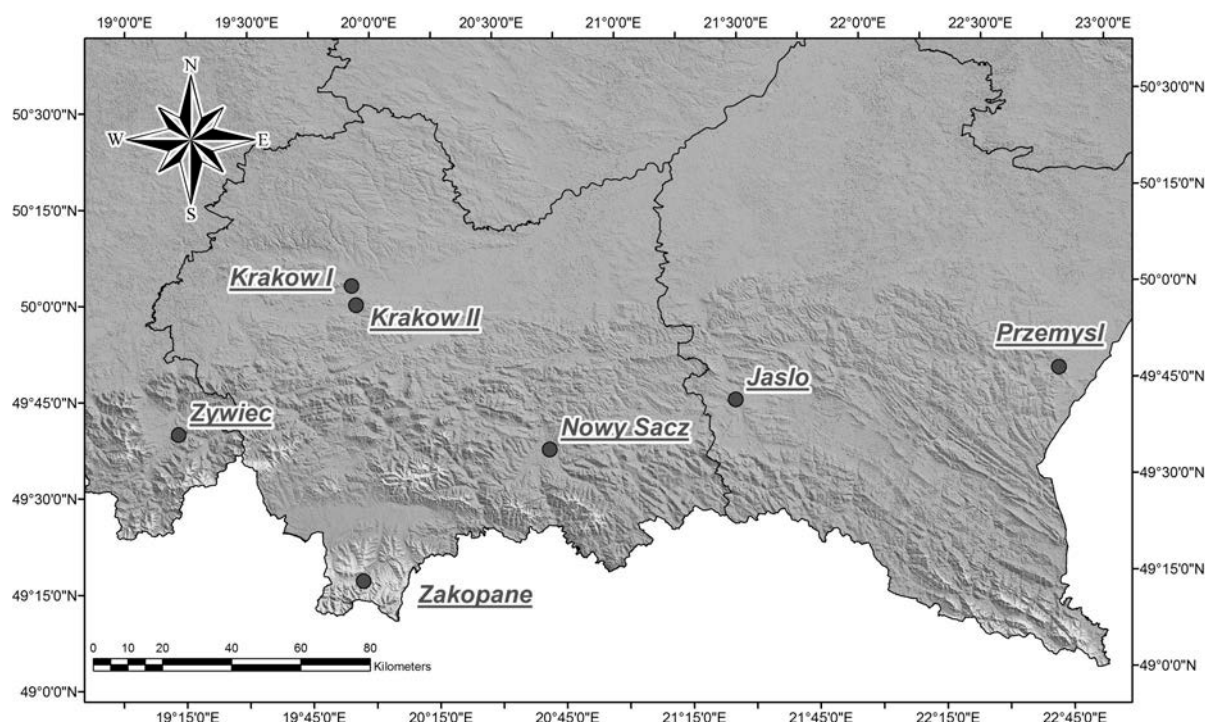 19°0'0"E 19°30'0"E 20°0'0"E 20°30'0"E 21°0'0"E 21°30'0"E 22°0'0"E 22°30'0"E 23°0'0"E
N
W E
S
50°30'0"N
50°30'0"N
50°15'0"N
50°15'0"N
Krakow I
50°0'0"N
50°0'0"N
Krakow II
Przemysl
49°45'0"N
Jaslo
49°45'0"N
Zywiec
Nowy Sacz
49°30'0"N
49°30'0"N
49°15'0"N
Zakopane
49°15'0"N
0 10 20 40 60 80
Kilometers
49°0'0"N
49°0'0"N
19°15'0"E 19°45'0"E 20°15'0"E 20°45'0"E 21°15'0"E 21°45'0"E 22°15'0"E 22°45'0"E